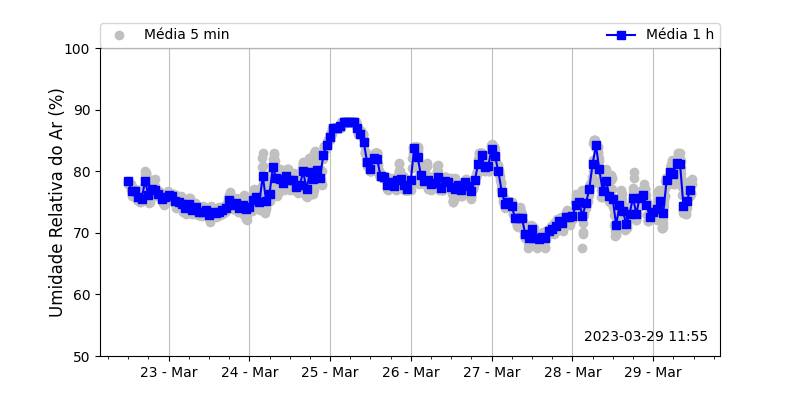 Média 5 min
Média 1 h
Umidade Relativa do Ar (%)
100
90
80
70
60
50
2023-03-29 11:55
23 - Mar
24 - Mar
25 - Mar
26 - Mar
27 - Mar
28 - Mar
29 - Mar